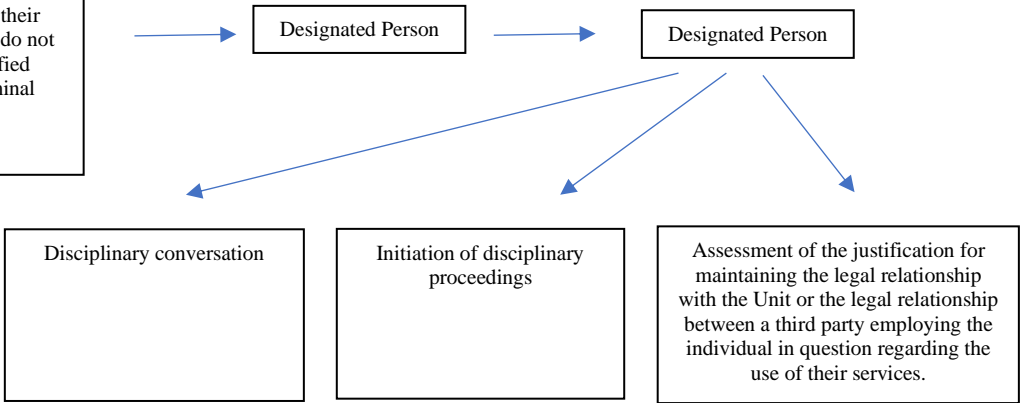 their
do not
Designated Person
Designated Person
Disciplinary conversation
Initiation of disciplinary
proceedings
Assessment of the justification for
maintaining the legal relationship
with the Unit or the legal relationship
between a third party employing the
individual in question regarding the
use of their services.